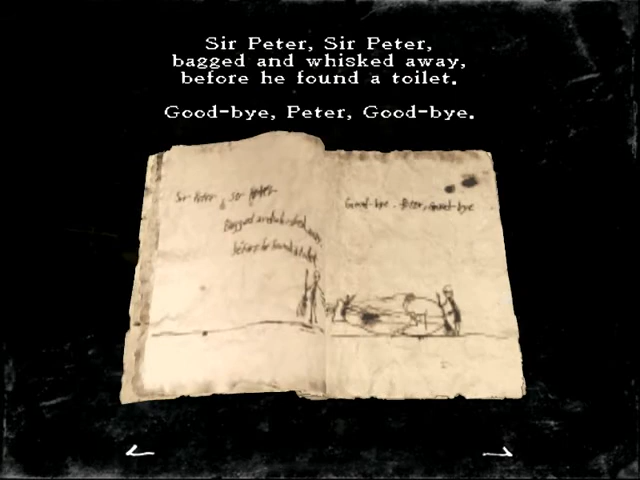 Sir Peter, Sir Peter,
bagged and whisked away,
before he found a toilet.
Good-bye, Peter, Good-bye.
Sir Peter, sir Peter
Bagged and whisked away,
before he found a toilet
Good-bye, Peter, Good-bye